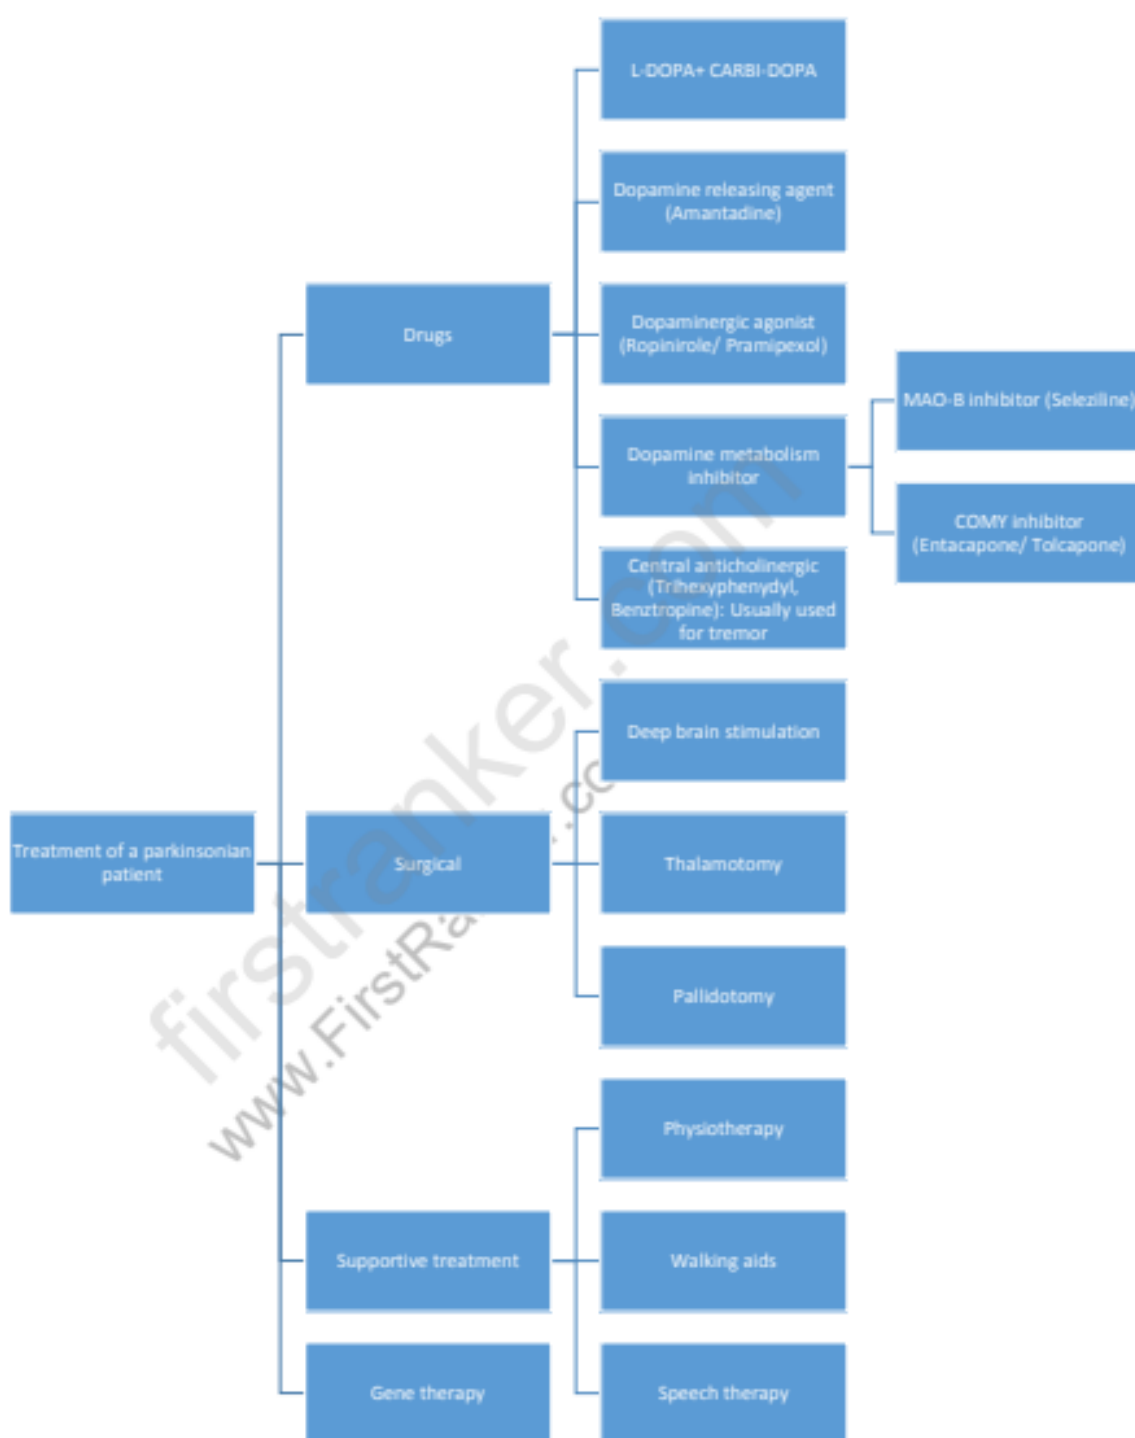 L-DOPA+ CARBI-DOPA
Dopamine releasing agent
(Amantadine)
Drugs
Dopaminergic agonist
(Ropinirole/ Pramipexol)
MAO-B inhibitor (Seleziline)
Dopamine metabolism
inhibitor
COMY inhibitor
(Entacapone/ Tolcapone)
Central anticholinergic
(Trihexyphenydyl,
Benztropine): Usually used
for tremor
Deep brain stimulation
Treatment of a parkinsonian
patient
Surgical
Thalamotomy
Pallidotomy
Physiotherapy
Supportive treatment
Walking aids
Gene therapy
Speech therapy
firstranker.com